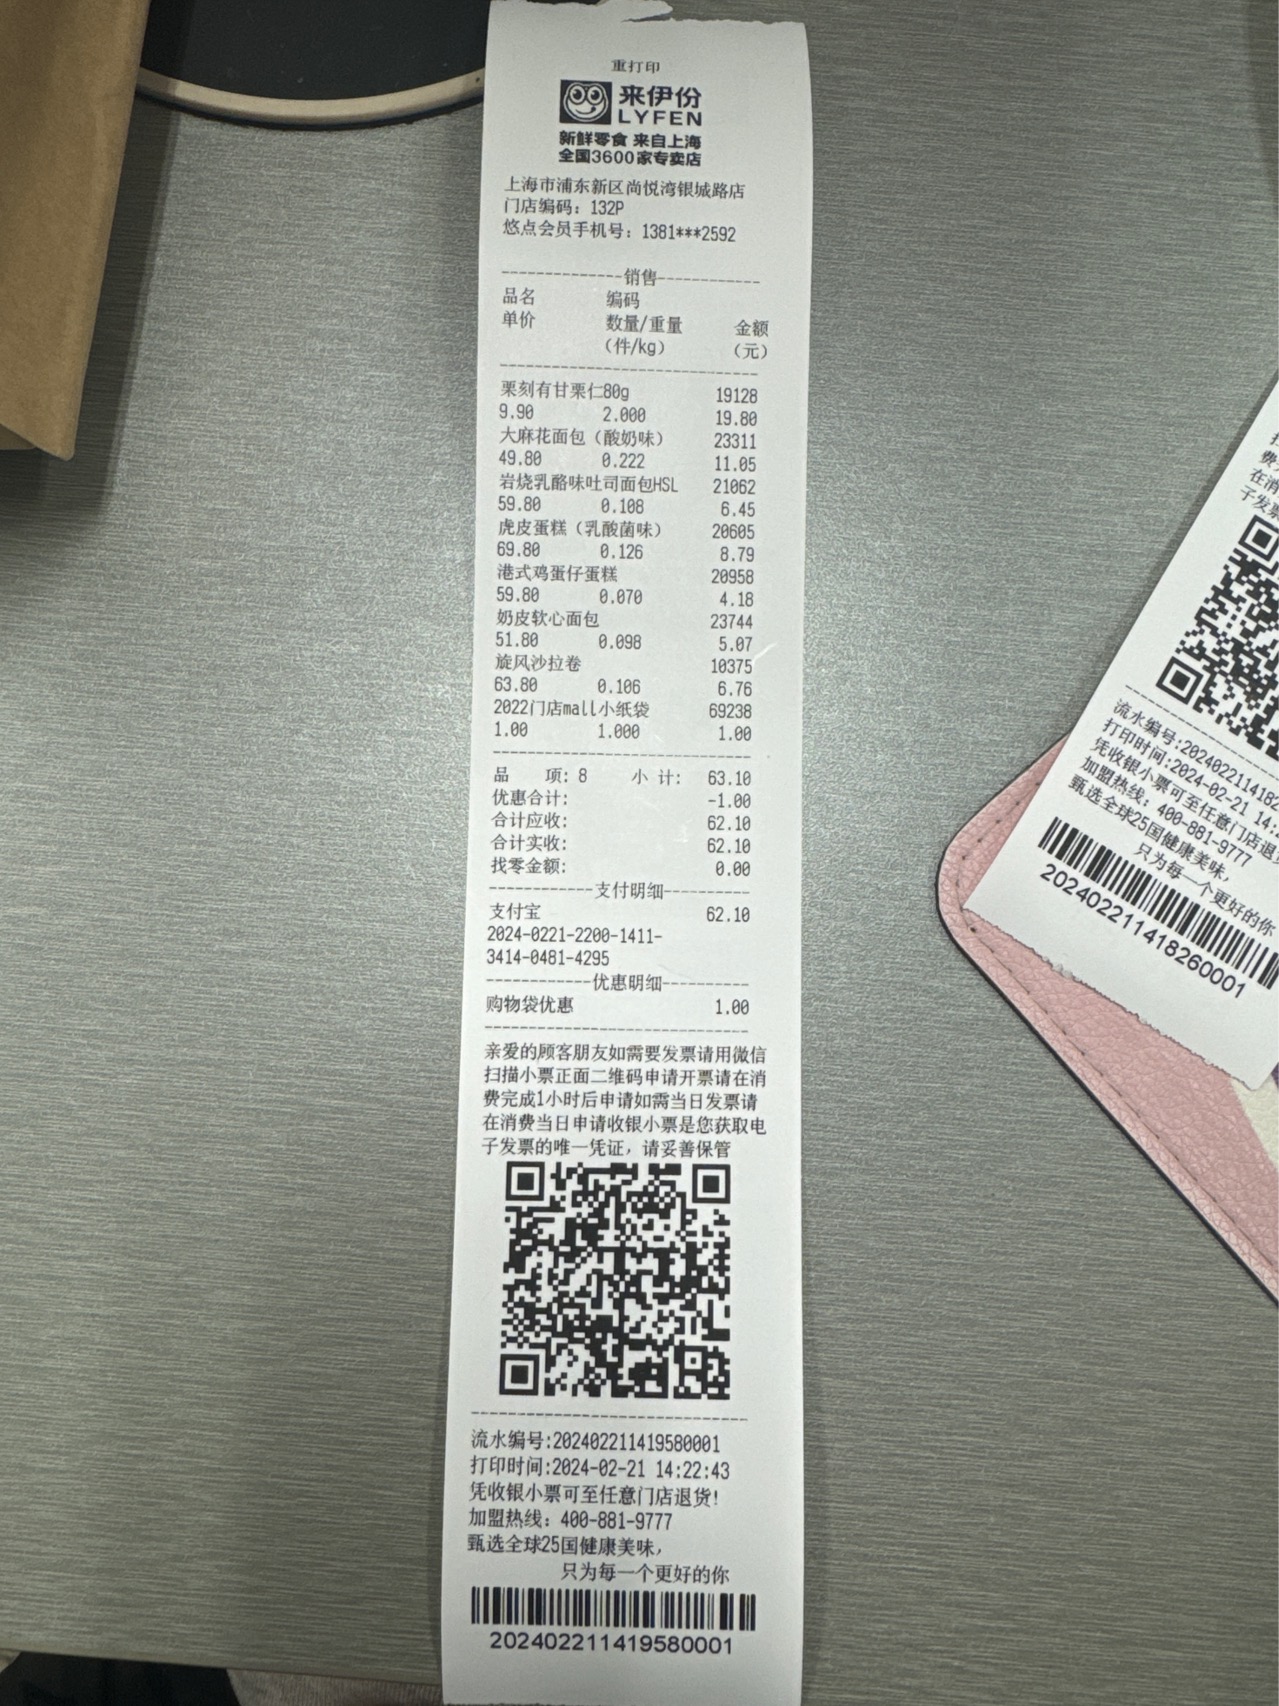 重打印
来伊份
LYFEN
新鲜零食 来自上海
全国3600家专卖店
上海市浦东新区尚悦湾银城路店
门店编码：132P
悠点会员手机号：1381***2592
--------------销售------------
品名 编码
单价 数量/重量 金额
（件/kg） （元）
栗刻有甘栗仁80g 19128
9.90 2.000 19.80
大麻花面包（酸奶味） 23311
49.80 0.222 11.05
岩烧乳酪味吐司面包HSL 21062
59.80 0.108 6.45
虎皮蛋糕（乳酸菌味） 20605
69.80 0.126 8.79
港式鸡蛋仔蛋糕 20958
59.80 0.070 4.18
奶皮软心面包 23744
51.80 0.098 5.07
旋风沙拉卷 10375
63.80 0.106 6.76
2022门店mall小纸袋 69238
1.00 1.000 1.00
品 项: 8 小 计: 63.10
优惠合计: -1.00
合计应收: 62.10
合计实收: 62.10
找零金额: 0.00
------------支付明细----------
支付宝 62.10
2024-0221-2200-1411-
3414-0481-4295
------------优惠明细----------
购物袋优惠 1.00
亲爱的顾客朋友如需要发票请用微信
扫描小票正面二维码申请开票请在消
费完成1小时后申请如需当日发票请
在消费当日申请收银小票是您获取电
子发票的唯一凭证，请妥善保管
流水编号:202402211419580001
打印时间:2024-02-21 14:22:43
凭收银小票可至任意门店退货!
加盟热线：400-881-9777
甄选全球25国健康美味，
只为每一个更好的你
202402211419580001
费
在消
子发票
流水编号:2024022114182
打印时间:2024-02-21 14:
凭收银小票可至任意门店退
加盟热线：400-881-9777
甄选全球25国健康美味，
只为每一个更好的你
202402211418260001